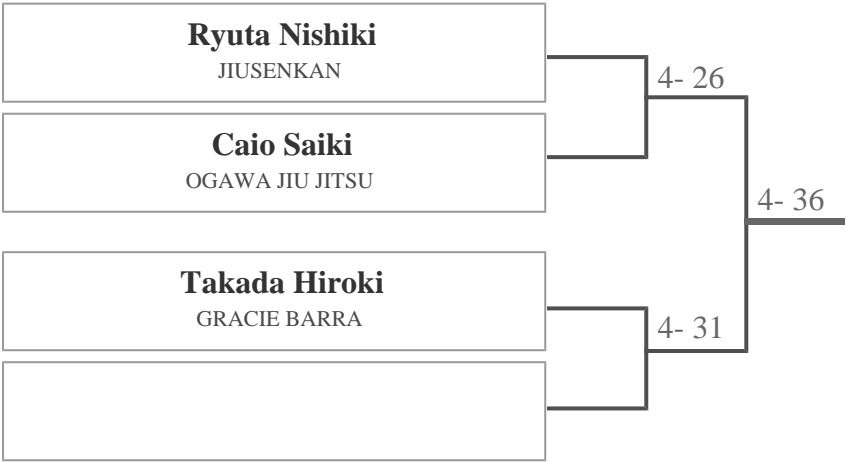 Ryuta Nishiki
JIUSENKAN
4- 26
Caio Saiki
OGAWA JIU JITSU
4- 36
Takada Hiroki
GRACIE BARRA
4- 31